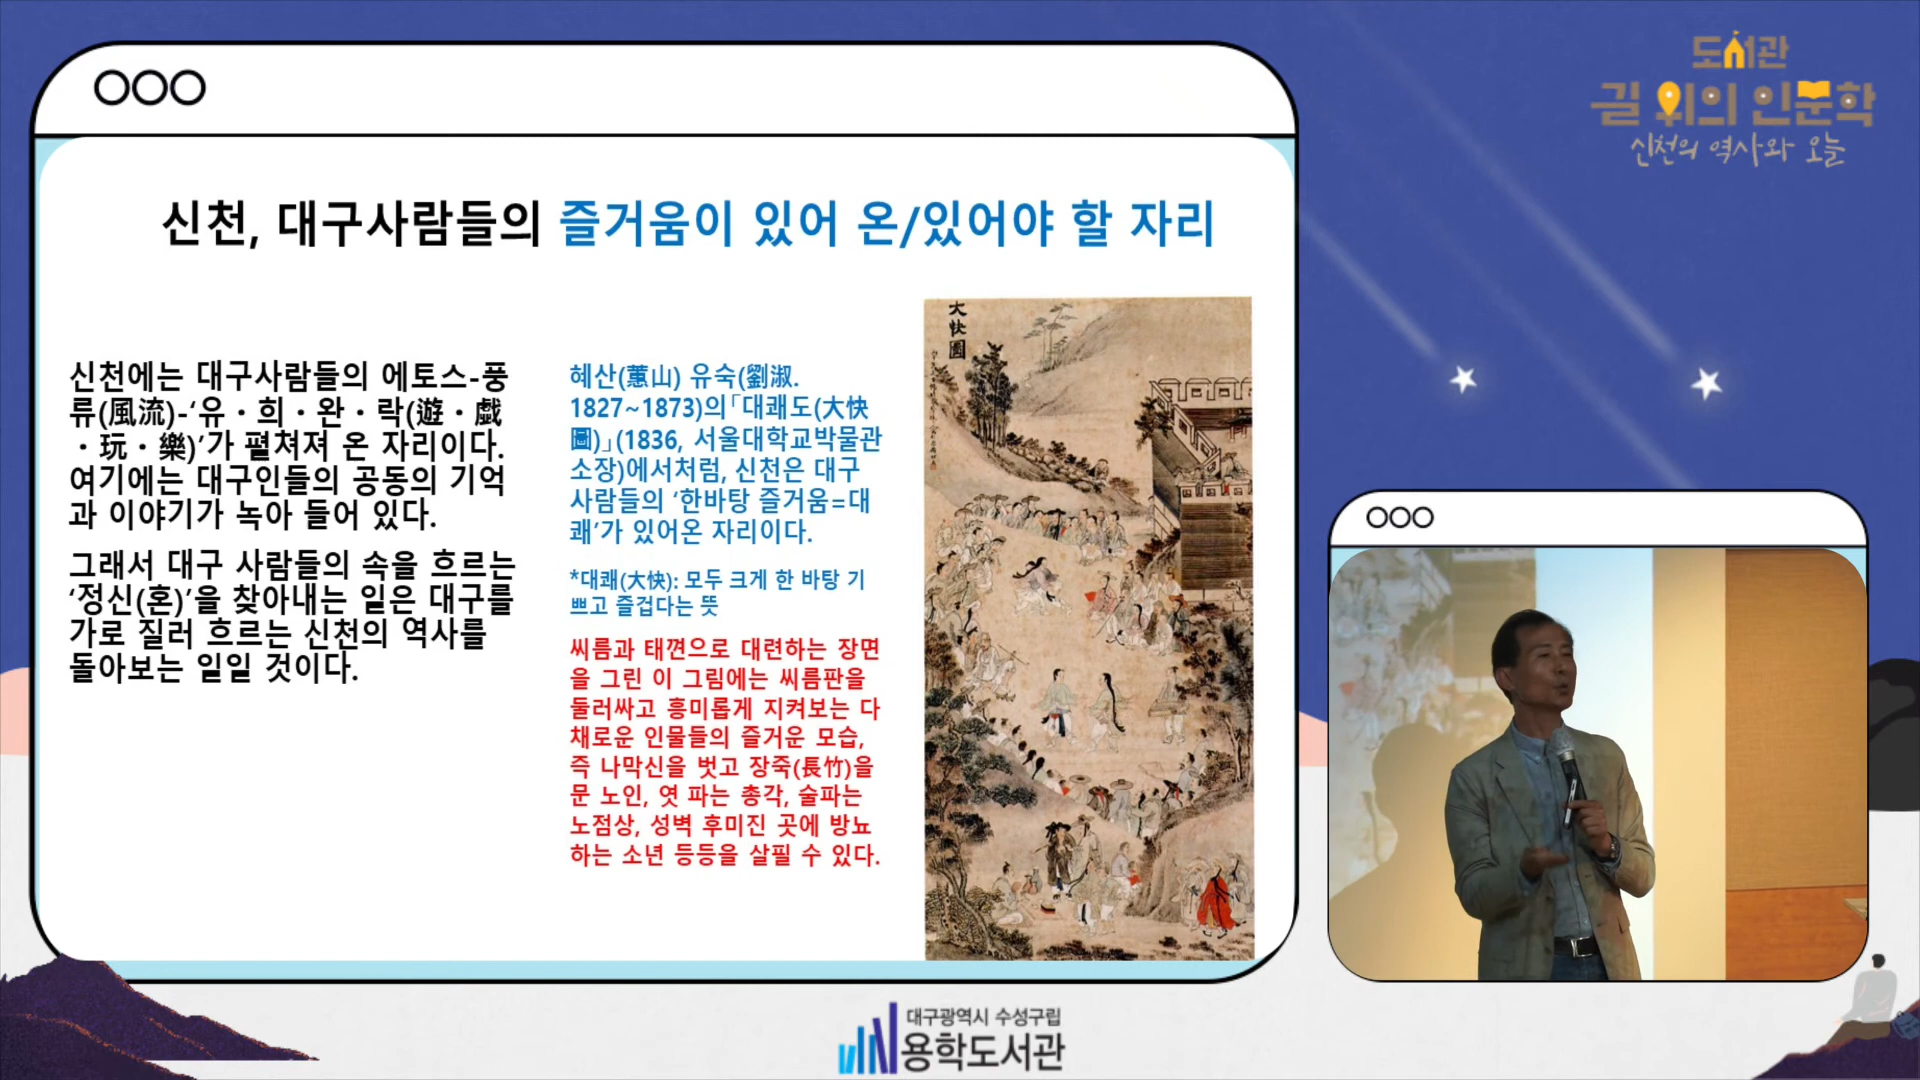 도서관
길 위의 인문학
신천의 역사와 오늘
신천, 대구사람들의 즐거움이 있어 온/있어야 할 자리
신천에는 대구사람들의 에토스-풍
류(風流)-‘유·희·완·락(遊·戱
·玩·樂)’가 펼쳐져 온 자리이다.
여기에는 대구인들의 공동의 기억
과 이야기가 녹아 들어 있다.
그래서 대구 사람들의 속을 흐르는
‘정신(혼)’을 찾아내는 일은 대구를
가로 질러 흐르는 신천의 역사를
돌아보는 일일 것이다.
혜산(蕙山) 유숙(劉淑.
1827~1873)의「대쾌도(大快
圖)」(1836, 서울대학교박물관
소장)에서처럼, 신천은 대구
사람들의 ‘한바탕 즐거움=대
쾌’가 있어온 자리이다.
*대쾌(大快): 모두 크게 한 바탕 기
쁘고 즐겁다는 뜻
씨름과 태껸으로 대련하는 장면
을 그린 이 그림에는 씨름판을
둘러싸고 흥미롭게 지켜보는 다
채로운 인물들의 즐거운 모습,
즉 나막신을 벗고 장죽(長竹)을
문 노인, 엿 파는 총각, 술파는
노점상, 성벽 후미진 곳에 방뇨
하는 소년 등등을 살필 수 있다.
大快圖
대구광역시 수성구립
용학도서관